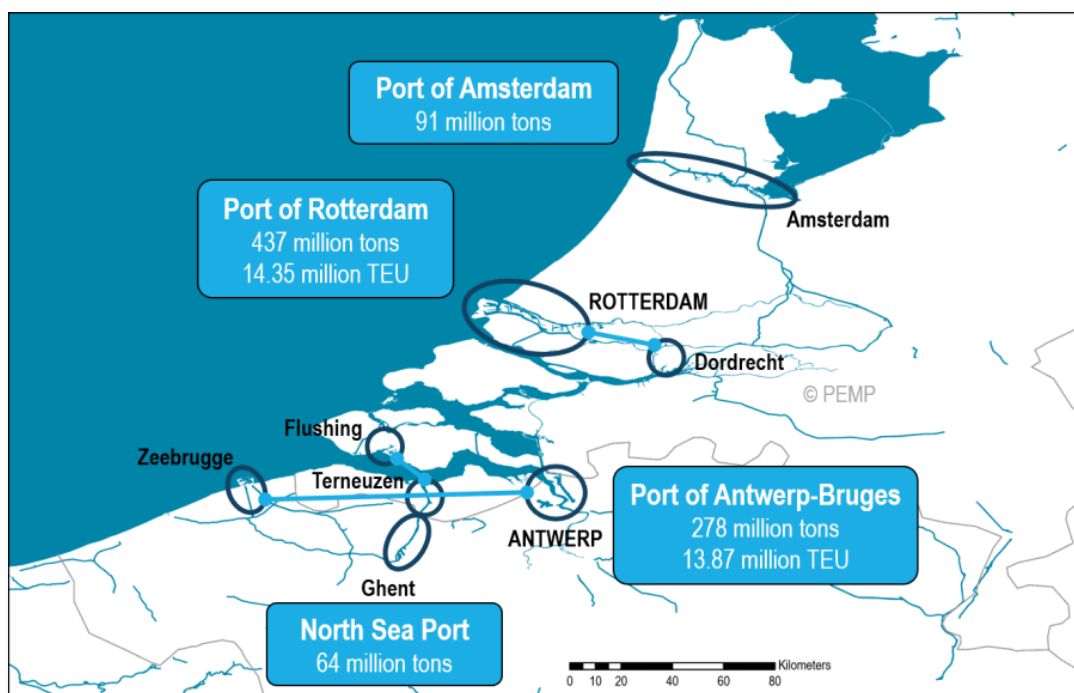 Port of Amsterdam
91 million tons
Amsterdam
Port of Rotterdam
437 million tons
14.35 million TEU
ROTTERDAM
Dordrecht
© PEMP
Flushing
Zeebrugge
Terneuzen
ANTWERP
Port of Antwerp-Bruges
278 million tons
13.87 million TEU
Ghent
North Sea Port
64 million tons
Kilometers
0 10 20 40 60 80